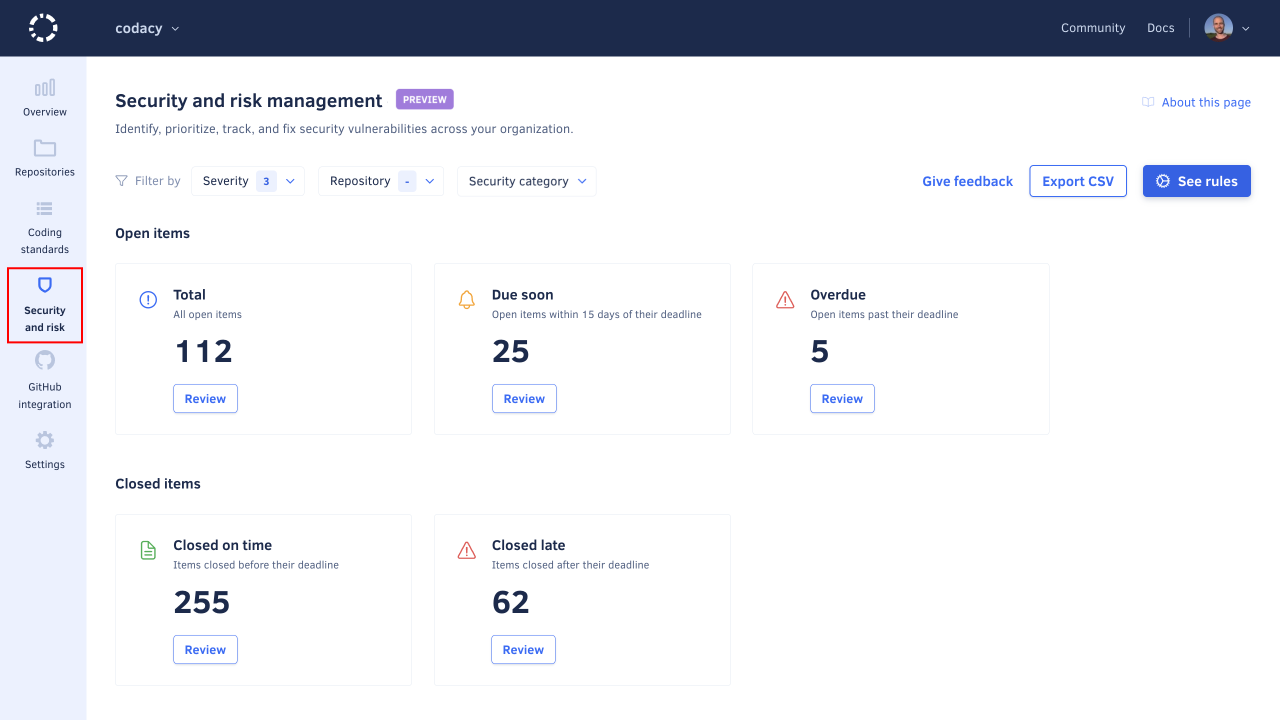 codacy
Community
Docs
Overview
Repositories
Coding
standards
Security
and risk
GitHub
integration
Settings
Security and risk management
PREVIEW
About this page
Identify, prioritize, track, and fix security vulnerabilities across your organization.
Filter by
Severity
3
Repository
-
Security category
Give feedback
Export CSV
See rules
Open items
Total
All open items
112
Review
Due soon
Open items within 15 days of their deadline
25
Review
Overdue
Open items past their deadline
5
Review
Closed items
Closed on time
Items closed before their deadline
255
Review
Closed late
Items closed after their deadline
62
Review